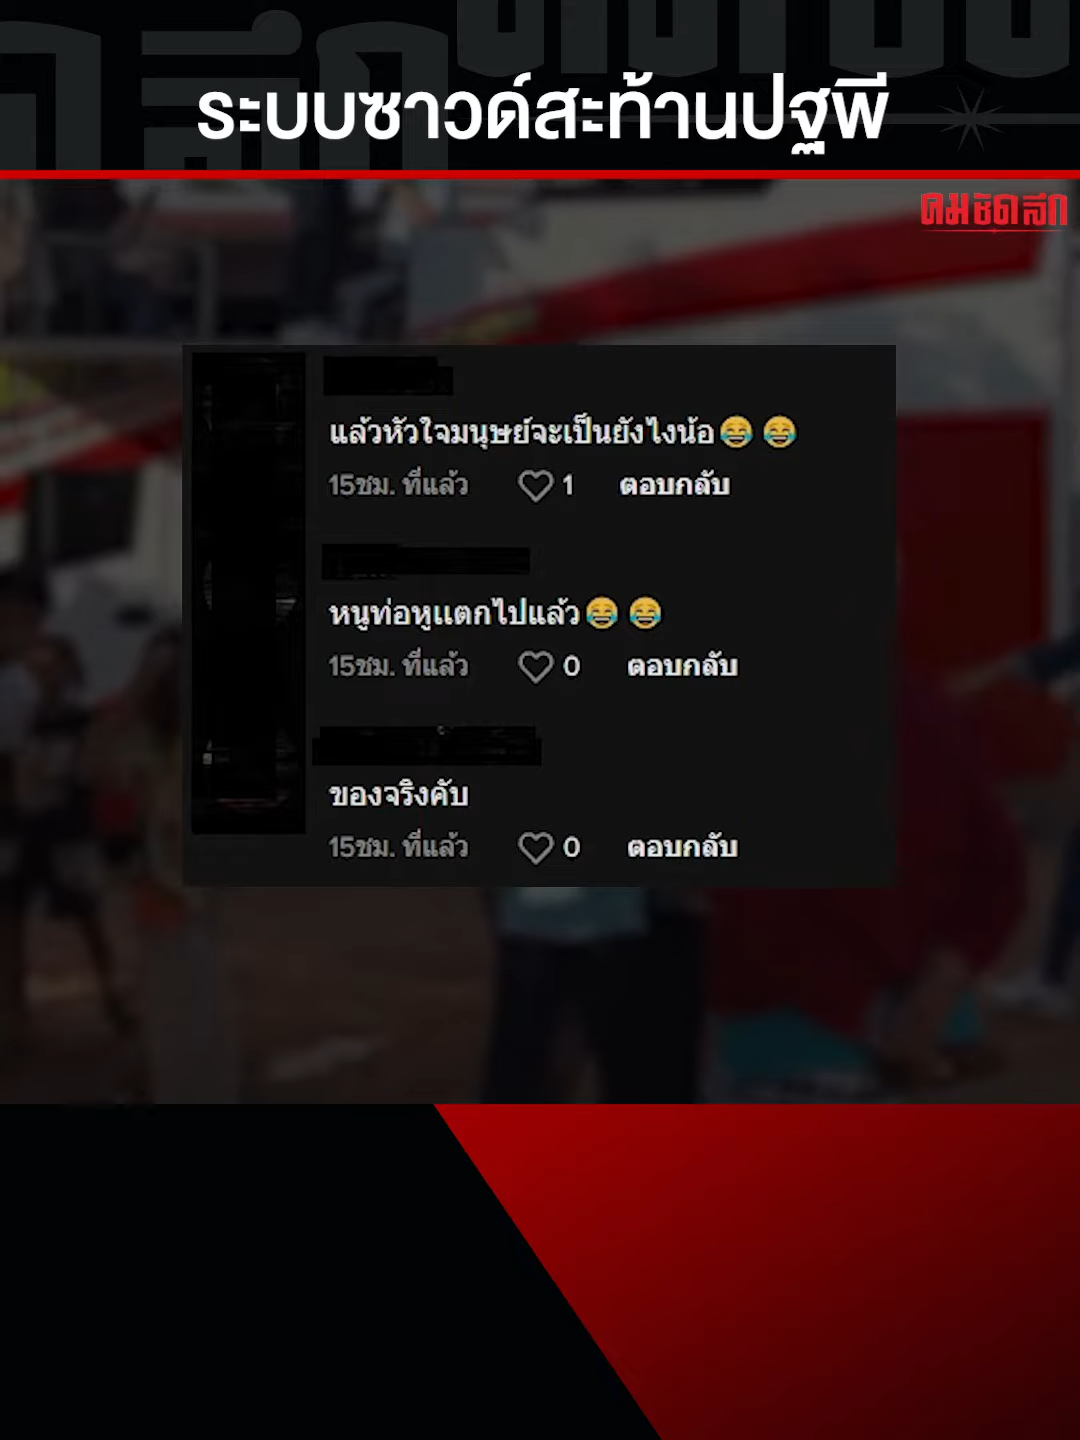 ระบบซาวด์สะท้านปฐพี
คมชัดลึก
แล้วหัวใจมนุษย์จะเป็นยังไงน้อ😂 😂
15ชม. ที่แล้ว 1 ตอบกลับ
หนูท่อหูแตกไปแล้ว😂 😂
15ชม. ที่แล้ว 0 ตอบกลับ
ของจริงคับ
15ชม. ที่แล้ว 0 ตอบกลับ